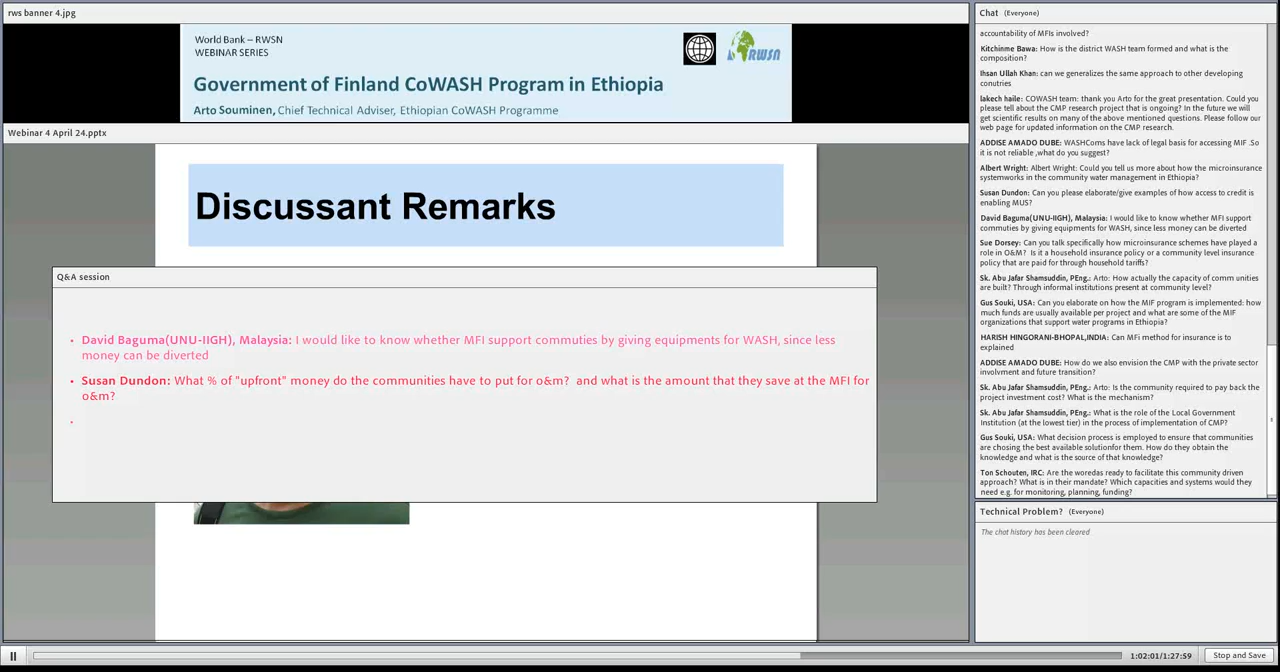 rws banner 4.jpg
World Bank – RWSN
WEBINAR SERIES
RWSN
Government of Finland CoWASH Program in Ethiopia
Arto Souminen, Chief Technical Adviser, Ethiopian CoWASH Programme
Webinar 4 April 24.pptx
Discussant Remarks
Q&A session
• David Baguma(UNU-IIGH), Malaysia: I would like to know whether MFI support commuties by giving equipments for WASH, since less
money can be diverted
• Susan Dundon: What % of "upfront" money do the communities have to put for o&m?  and what is the amount that they save at the MFI for
o&m?
•
Chat (Everyone)
accountability of MFIs involved?
Kitchinme Bawa: How is the district WASH team formed and what is the
composition?
Ihsan Ullah Khan: can we generalizes the same approach to other developing
conutries
lakech haile: COWASH team: thank you Arto for the great presentation. Could you
please tell about the CMP research project that is ongoing? In the future we will
get scientific results on many of the above mentioned questions. Please follow our
web page for updated information on the CMP research.
ADDISE AMADO DUBE: WASHComs have lack of legal basis for accessing MIF .So
it is not reliable ,what do you suggest?
Albert Wright: Albert Wright: Could you tell us more about how the microinsurance
systemworks in the community water management in Ethiopia?
Susan Dundon: Can you please elaborate/give examples of how access to credit is
enabling MUS?
David Baguma(UNU-IIGH), Malaysia: I would like to know whether MFI support
commuties by giving equipments for WASH, since less money can be diverted
Sue Dorsey: Can you talk specifically how microinsurance schemes have played a
role in O&M?  Is it a household insurance policy or a community level insurance
policy that are paid for through household tariffs?
Sk. Abu Jafar Shamsuddin, PEng.: Arto: How actually the capacity of comm unities
are built? Through informal institutions present at community level?
Gus Souki, USA: Can you elaborate on how the MIF program is implemented: how
much funds are usually available per project and what are some of the MIF
organizations that support water programs in Ethiopia?
HARISH HINGORANI-BHOPAL,INDIA: Can MFi method for insurance is to
explained
ADDISE AMADO DUBE: How do we also envision the CMP with the private sector
involvment and future transition?
Sk. Abu Jafar Shamsuddin, PEng.: Arto: Is the community required to pay back the
project investment cost? What is the mechanism?
Sk. Abu Jafar Shamsuddin, PEng.: What is the role of the Local Government
Institution (at the lowest tier) in the process of implementation of CMP?
Gus Souki, USA: What decision process is employed to ensure that communities
are chosing the best available solutionfor them. How do they obtain the
knowledge and what is the source of that knowledge?
Ton Schouten, IRC: Are the woredas ready to facilitate this community driven
approach? What is in their mandate? Which capacities and systems would they
need e.g. for monitoring, planning, funding?
Technical Problem? (Everyone)
The chat history has been cleared
1:02:01/1:27:59
Stop and Save